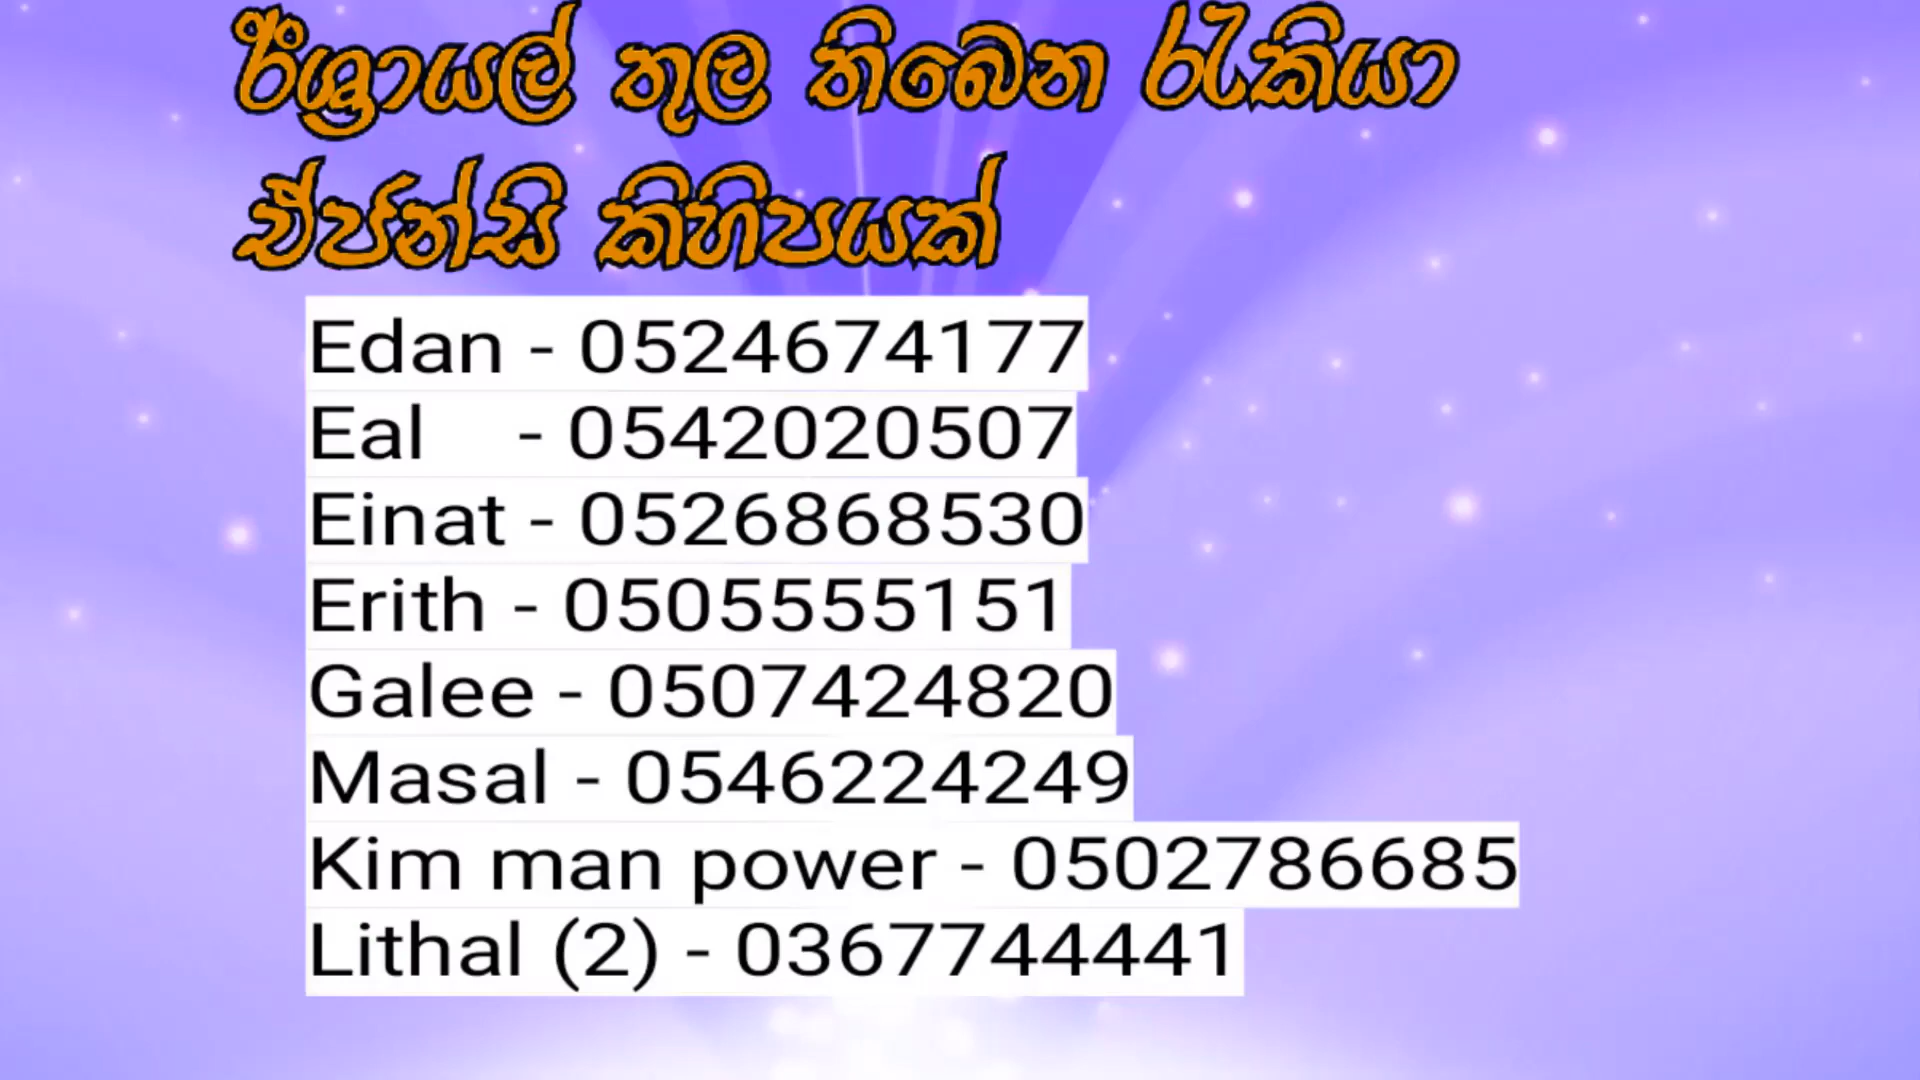 ඊශ්‍රායල් තුල තිබෙන රැකියා
ඒජන්සි කිහිපයක්
Edan - 0524674177
Eal - 0542020507
Einat - 0526868530
Erith - 0505555151
Galee - 0507424820
Masal - 0546224249
Kim man power - 0502786685
Lithal (2) - 0367744441